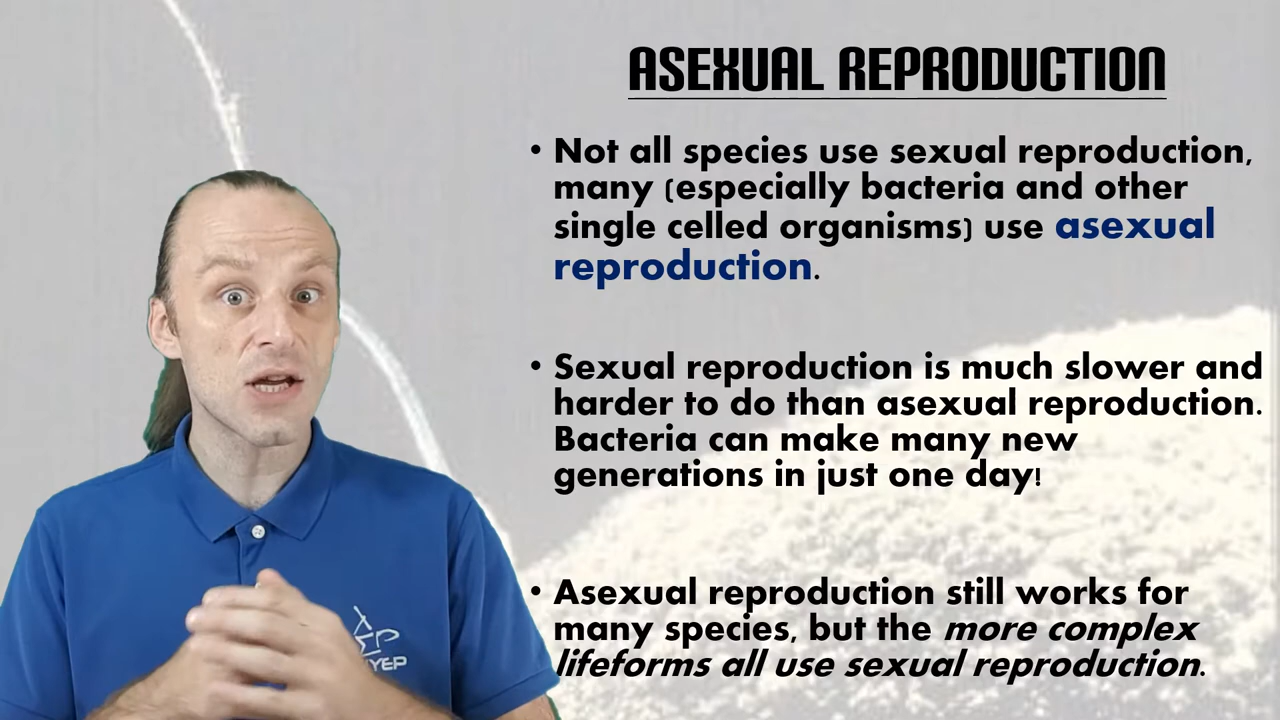 ASEXUAL REPRODUCTION
• Not all species use sexual reproduction,
many (especially bacteria and other
single celled organisms) use asexual
reproduction.
• Sexual reproduction is much slower and
harder to do than asexual reproduction.
Bacteria can make many new
generations in just one day!
• Asexual reproduction still works for
many species, but the more complex
lifeforms all use sexual reproduction.